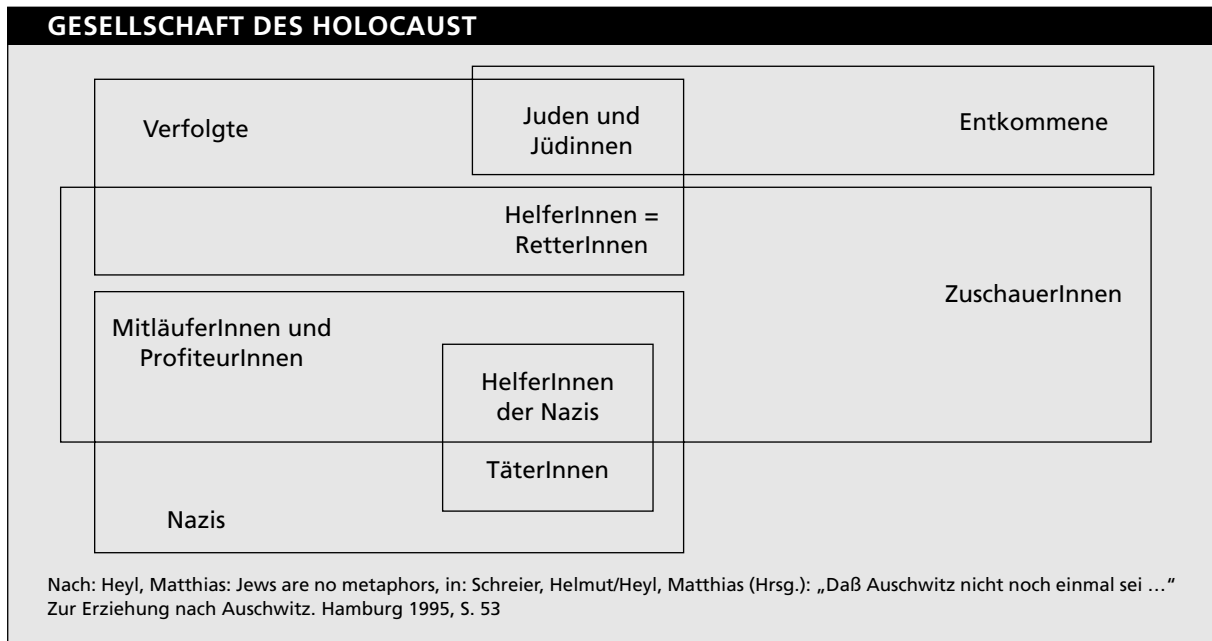 GESELLSCHAFT DES HOLOCAUST
Verfolgte
Juden und
Jüdinnen
Entkommene
HelferInnen =
RetterInnen
ZuschauerInnen
MitläuferInnen und
ProfiteurInnen
HelferInnen
der Nazis
TäterInnen
Nazis
Nach: Heyl, Matthias: Jews are no metaphors, in: Schreier, Helmut/Heyl, Matthias (Hrsg.): „Daß Auschwitz nicht noch einmal sei …“
Zur Erziehung nach Auschwitz. Hamburg 1995, S. 53